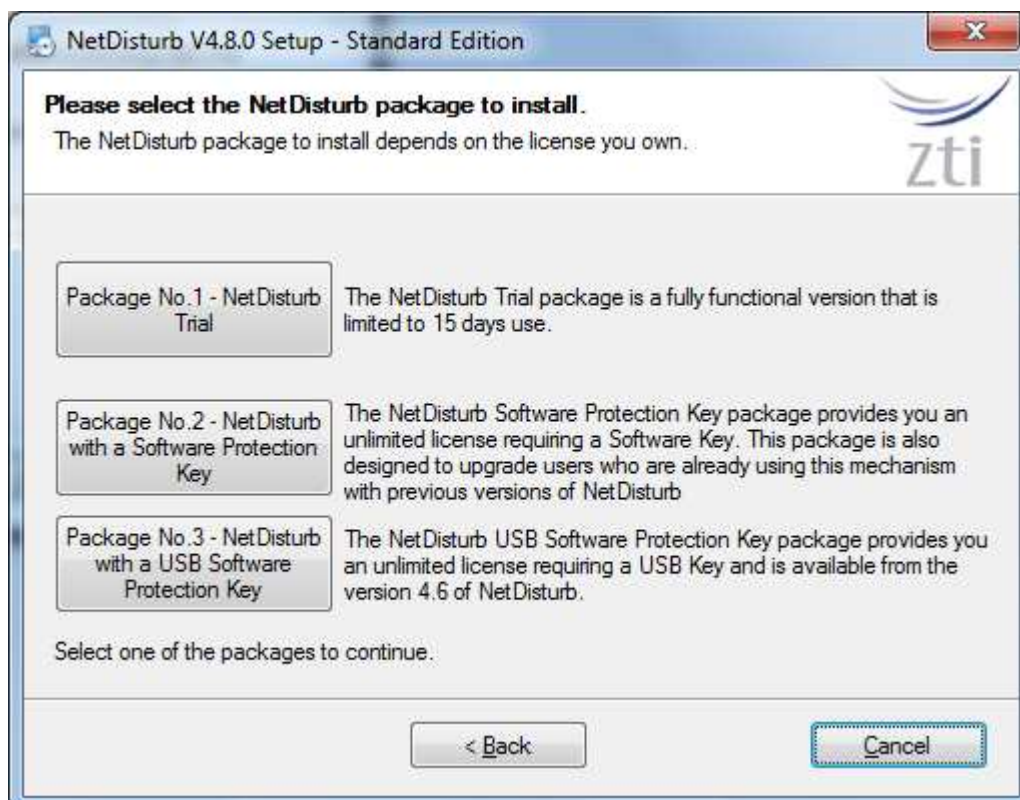 NetDisturb V4.8.0 Setup - Standard Edition
Please select the NetDisturb package to install.
The NetDisturb package to install depends on the license you own.
zti
Package No.1 - NetDisturb
Trial
The NetDisturb Trial package is a fully functional version that is
limited to 15 days use.
Package No.2 - NetDisturb
with a Software Protection
Key
The NetDisturb Software Protection Key package provides you an
unlimited license requiring a Software Key. This package is also
designed to upgrade users who are already using this mechanism
with previous versions of NetDisturb
Package No.3 - NetDisturb
with a USB Software
Protection Key
The NetDisturb USB Software Protection Key package provides you
an unlimited license requiring a USB Key and is available from the
version 4.6 of NetDisturb.
Select one of the packages to continue.
< Back
Cancel